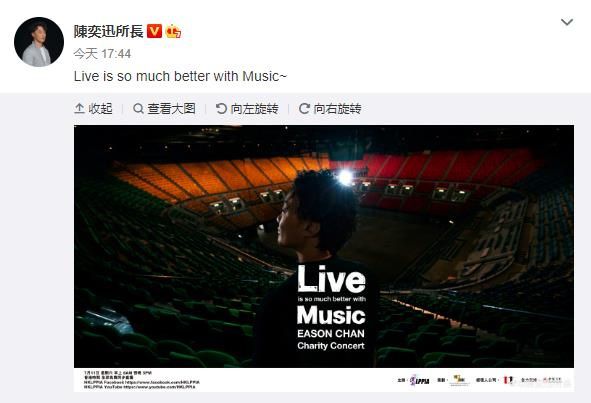 陳奕迅所長
今天 17:44
Live is so much better with Music~
收起
查看大图
向左旋转
向右旋转
Live
is so much better with
Music
EASON CHAN
Charity Concert
HKLPPIA Facebook https://www.facebook.com/HKLPPIA
HKLPPIA YouTube https://www.youtube.com/HKLPPIA